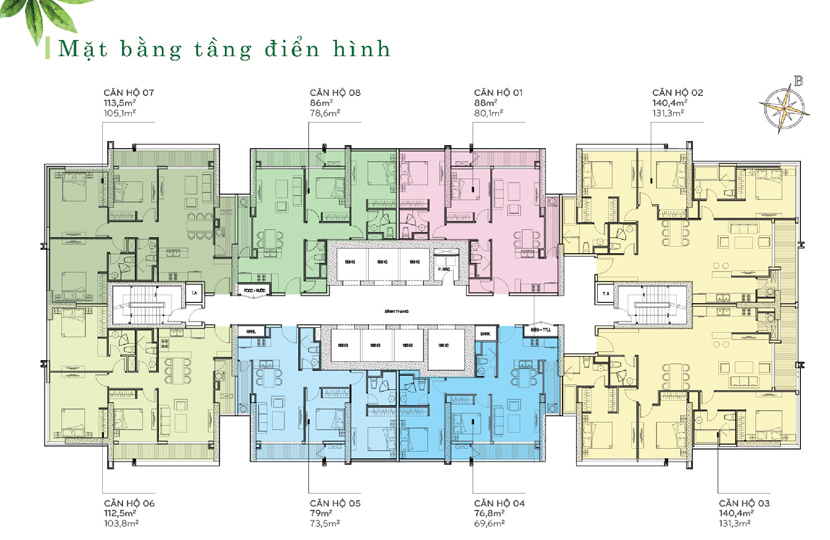 Mặt bằng tầng điển hình
B
CĂN HỘ 07
113,5m²
105,1m²
CĂN HỘ 08
86m²
78,6m²
CĂN HỘ 01
88m²
80,1m²
CĂN HỘ 02
140,4m²
131,3m²
P. RÁC
T.A
T.A
SẢNH THANG
ĐIỆN + TTLL
CĂN HỘ 06
112,5m²
103,8m²
CĂN HỘ 05
79m²
73,5m²
CĂN HỘ 04
76,8m²
69,6m²
CĂN HỘ 03
140,4m²
131,3m²